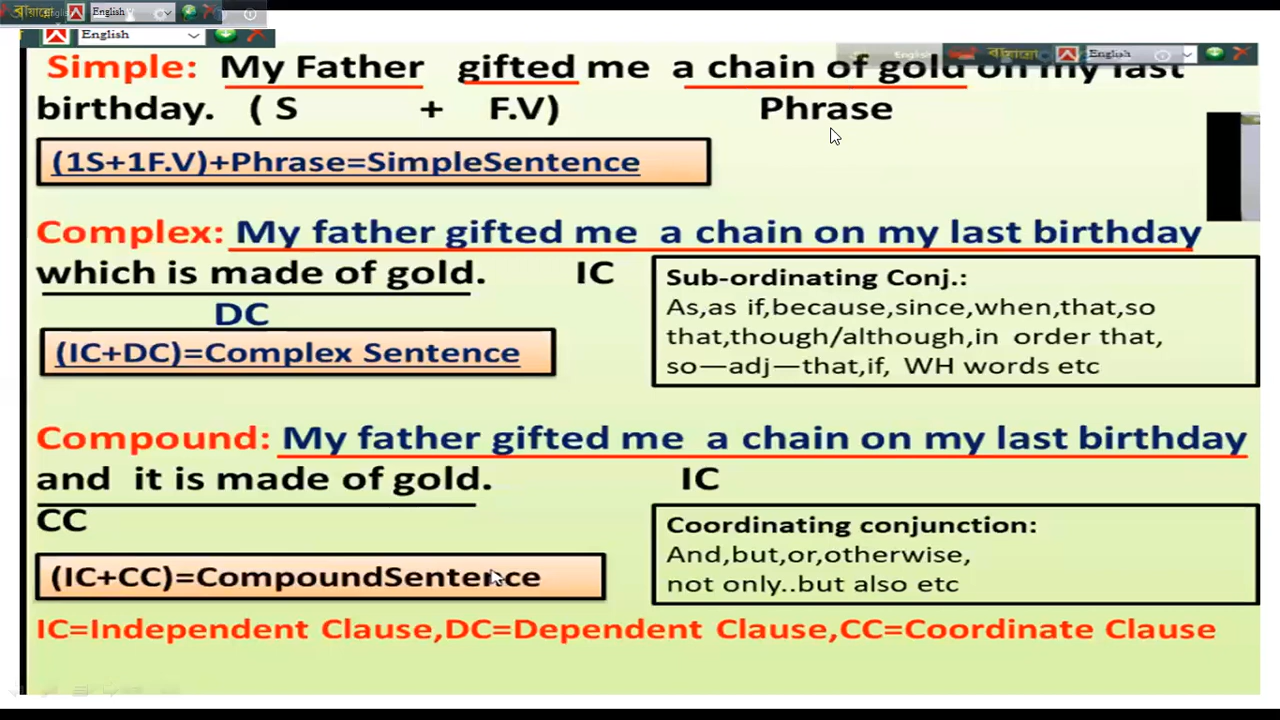 বাঁয়ান্নো English
English
English বাঁয়ান্নো English
Simple: My Father gifted me a chain of gold on my last
birthday. ( S + F.V) Phrase
(1S+1F.V)+Phrase=SimpleSentence
Complex: My father gifted me a chain on my last birthday
which is made of gold. IC
DC
(IC+DC)=Complex Sentence
Sub-ordinating Conj.:
As,as if,because,since,when,that,so
that,though/although,in order that,
so—adj—that,if, WH words etc
Compound: My father gifted me a chain on my last birthday
and it is made of gold. IC
CC
(IC+CC)=CompoundSentence
Coordinating conjunction:
And,but,or,otherwise,
not only..but also etc
IC=Independent Clause,DC=Dependent Clause,CC=Coordinate Clause